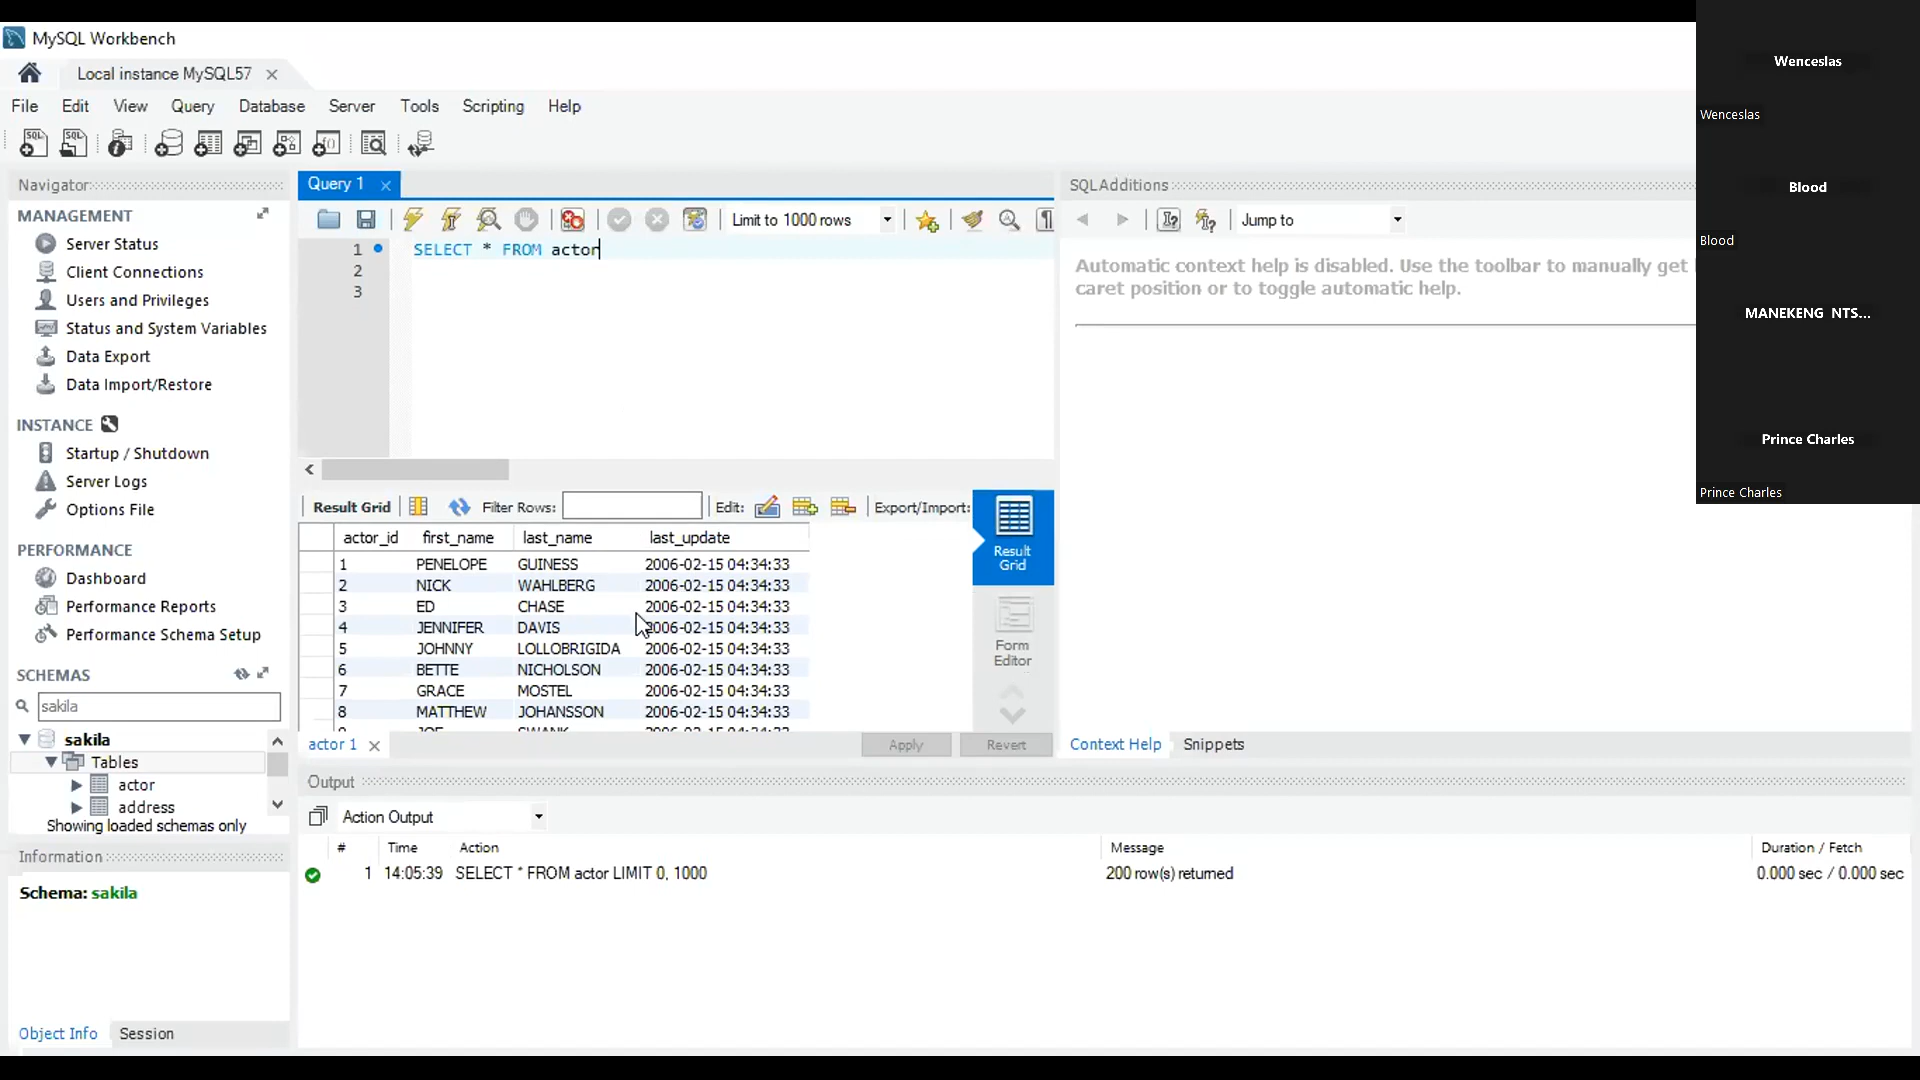 MySQL Workbench
Local instance MySQL57
File Edit View Query Database Server Tools Scripting Help
Navigator
MANAGEMENT
Server Status
Client Connections
Users and Privileges
Status and System Variables
Data Export
Data Import/Restore
INSTANCE
Startup / Shutdown
Server Logs
Options File
PERFORMANCE
Dashboard
Performance Reports
Performance Schema Setup
SCHEMAS
sakila
sakila
Tables
actor
address
Showing loaded schemas only
Information
Schema: sakila
Object Info Session
Query 1
Limit to 1000 rows
1 SELECT * FROM actor
2
3
Result Grid Filter Rows: Edit: Export/Import:
actor_id first_name last_name last_update
1 PENELOPE GUINESS 2006-02-15 04:34:33
2 NICK WAHLBERG 2006-02-15 04:34:33
3 ED CHASE 2006-02-15 04:34:33
4 JENNIFER DAVIS 2006-02-15 04:34:33
5 JOHNNY LOLLOBRIGIDA 2006-02-15 04:34:33
6 BETTE NICHOLSON 2006-02-15 04:34:33
7 GRACE MOSTEL 2006-02-15 04:34:33
8 MATTHEW JOHANSSON 2006-02-15 04:34:33
Result
Grid
Form
Editor
actor 1
Apply Revert
SQLAdditions
Jump to
Automatic context help is disabled. Use the toolbar to manually get
caret position or to toggle automatic help.
Context Help Snippets
Output
Action Output
# Time Action Message Duration / Fetch
1 14:05:39 SELECT * FROM actor LIMIT 0, 1000 200 row(s) returned 0.000 sec / 0.000 sec
Wenceslas
Wenceslas
Blood
Blood
MANEKENG NTS...
Prince Charles
Prince Charles